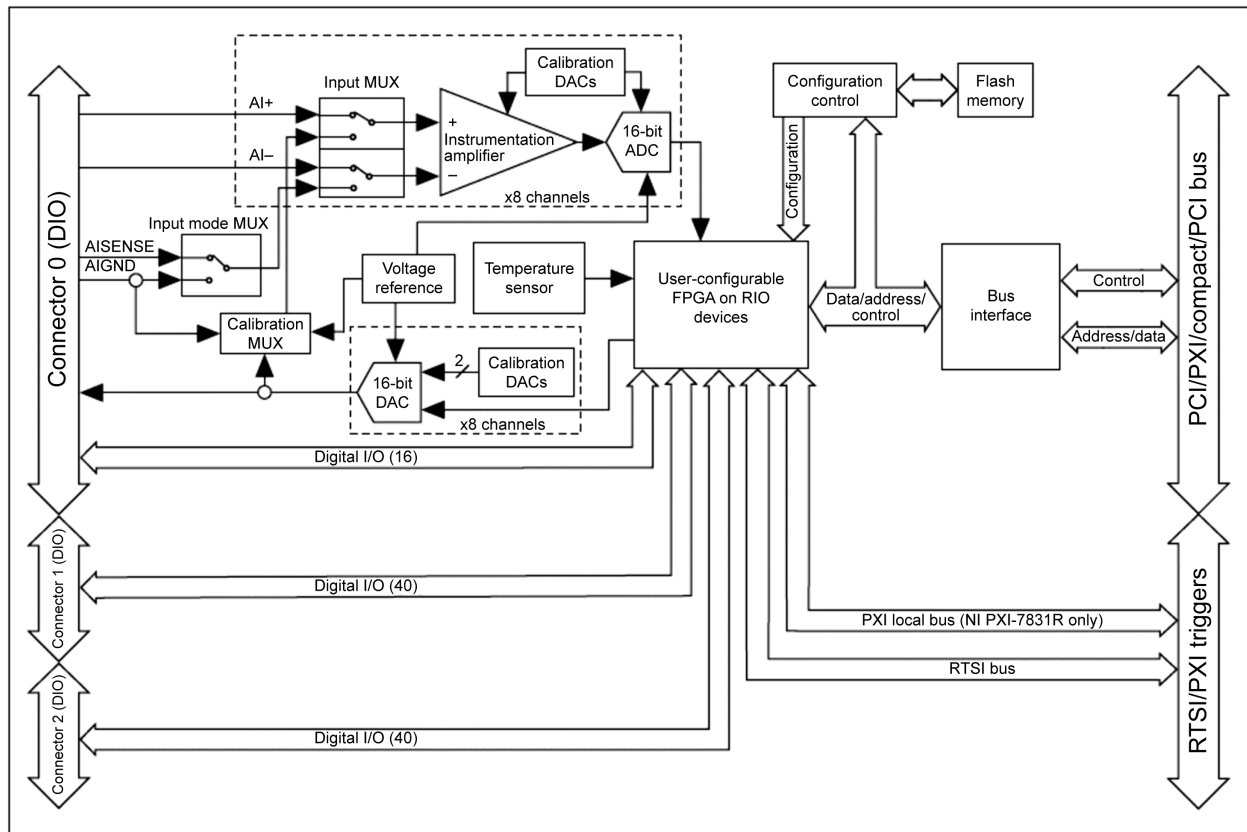 Calibration
DACs
Input MUX
AI+
+
Instrumentation
amplifier
–
16-bit
ADC
AI–
x8 channels
Configuration
control
Flash
memory
Configuration
Connector 0 (DIO)
Input mode MUX
AISENSE
AIGND
Voltage
reference
Temperature
sensor
User-configurable
FPGA on RIO
devices
Data/address/
control
Bus
interface
Control
Address/data
PCI/PXI/compact/PCI bus
Calibration
MUX
16-bit
DAC
2
Calibration
DACs
x8 channels
Digital I/O (16)
Connector 1 (DIO)
Digital I/O (40)
PXI local bus (NI PXI-7831R only)
RTSI bus
RTSI/PXI triggers
Connector 2 (DIO)
Digital I/O (40)